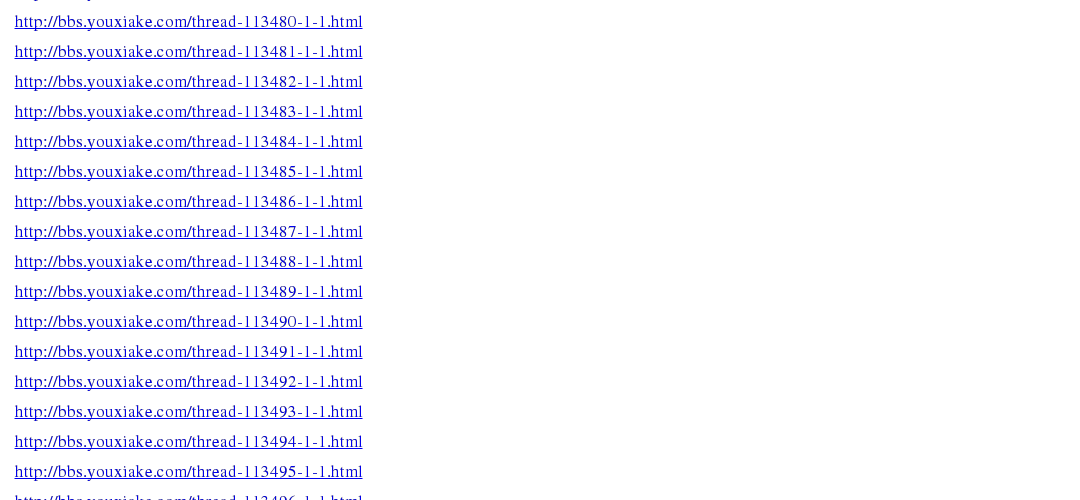 http://bbs.youxiake.com/thread-113480-1-1.html
http://bbs.youxiake.com/thread-113481-1-1.html
http://bbs.youxiake.com/thread-113482-1-1.html
http://bbs.youxiake.com/thread-113483-1-1.html
http://bbs.youxiake.com/thread-113484-1-1.html
http://bbs.youxiake.com/thread-113485-1-1.html
http://bbs.youxiake.com/thread-113486-1-1.html
http://bbs.youxiake.com/thread-113487-1-1.html
http://bbs.youxiake.com/thread-113488-1-1.html
http://bbs.youxiake.com/thread-113489-1-1.html
http://bbs.youxiake.com/thread-113490-1-1.html
http://bbs.youxiake.com/thread-113491-1-1.html
http://bbs.youxiake.com/thread-113492-1-1.html
http://bbs.youxiake.com/thread-113493-1-1.html
http://bbs.youxiake.com/thread-113494-1-1.html
http://bbs.youxiake.com/thread-113495-1-1.html